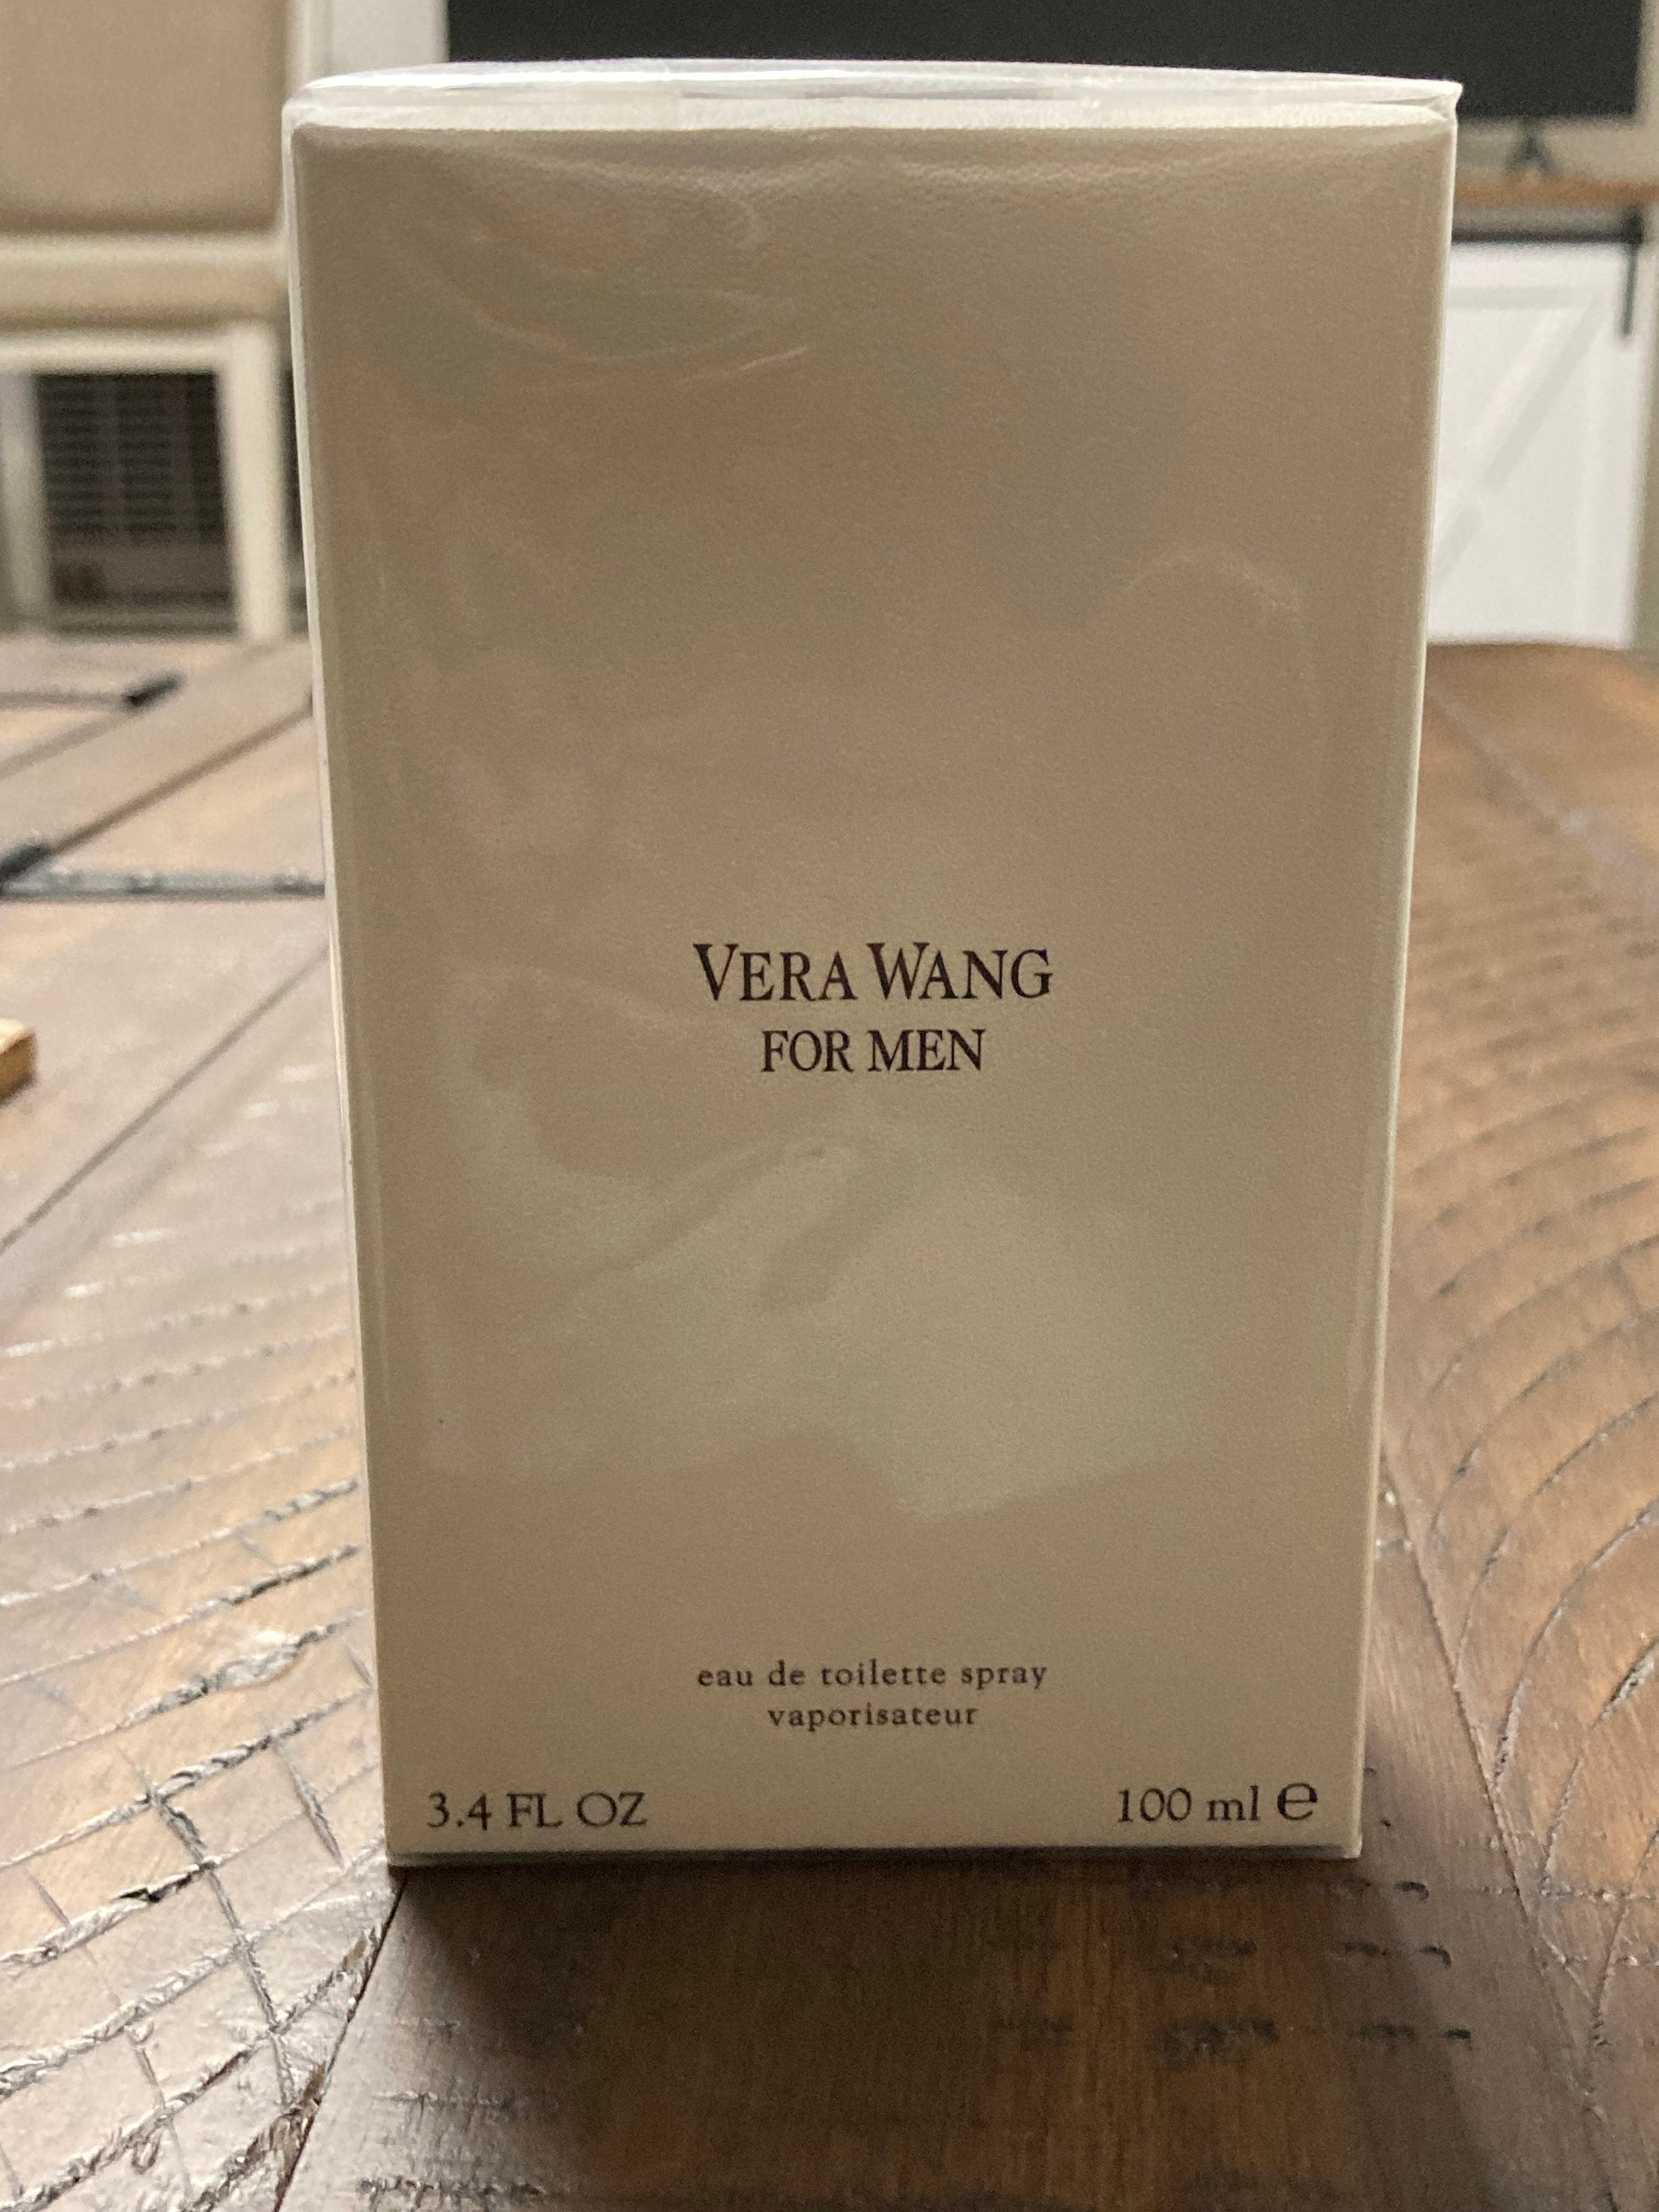 VERA WANG
FOR MEN
eau de toilette spray
vaporisateur
3.4 FL OZ 100 ml ℮